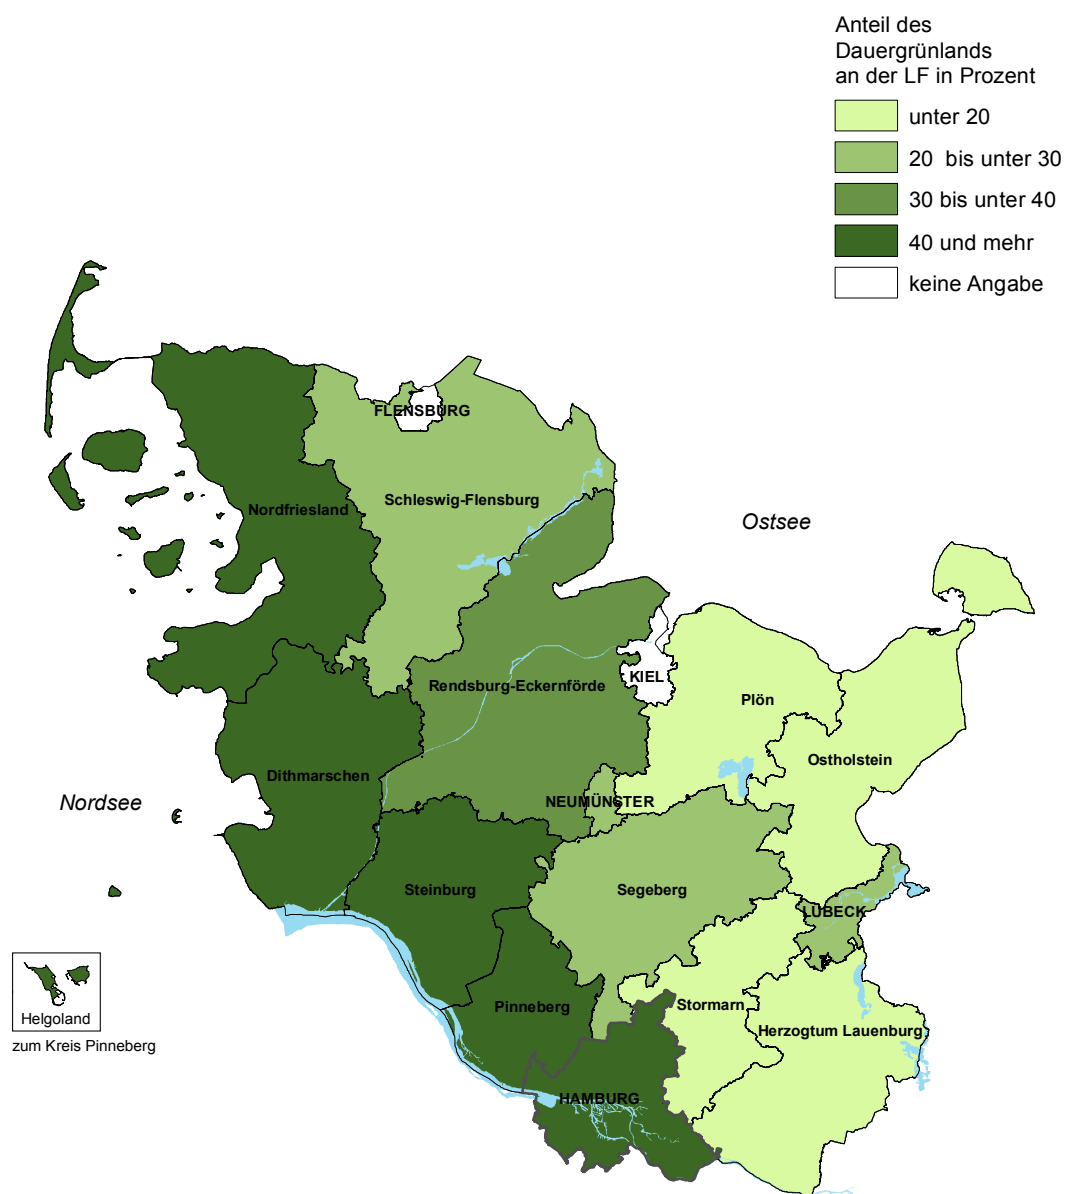 Anteil des
Dauergrünlands
an der LF in Prozent
unter 20
20 bis unter 30
30 bis unter 40
40 und mehr
keine Angabe
FLENSBURG
Schleswig-Flensburg
Nordfriesland
Ostsee
KIEL
Rendsburg-Eckernförde
Plön
Ostholstein
Dithmarschen
Nordsee
NEUMÜNSTER
Steinburg
Segeberg
LÜBECK
Pinneberg
Stormarn
Helgoland
Herzogtum Lauenburg
zum Kreis Pinneberg
HAMBURG